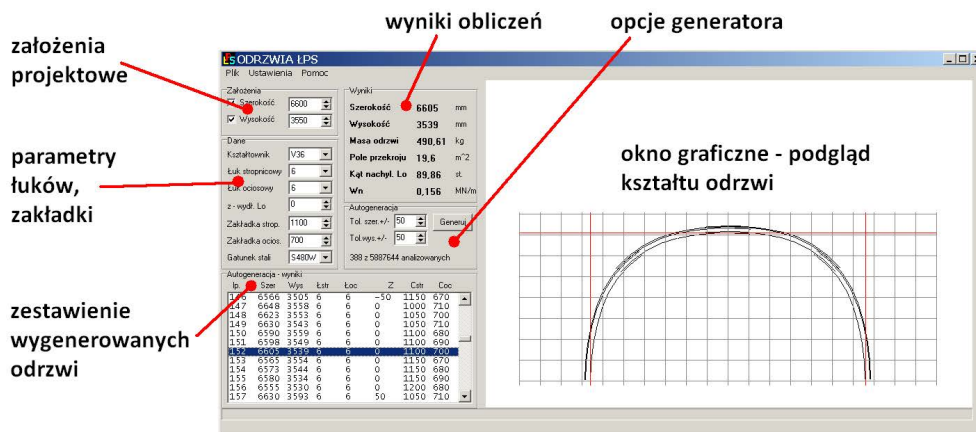 wyniki obliczeń
opcje generatora
założenia
projektowe
parametry
łuków,
zakładki
zestawienie
wygenerowanych
odrzwi
ODRZWIA ŁPS
Plik Ustawienia Pomoc
Założenia
Szerokość 6600
Wysokość 3550
Dane
Kształtownik V36
Łuk stropnicowy 6
Łuk ociosowy 6
z - wydł. Lo 0
Zakładka strop. 1100
Zakładka ocios. 700
Gatunek stali S480W
Wyniki
Szerokość 6605 mm
Wysokość 3539 mm
Masa odrzwi 490,61 kg
Pole przekroju 19,6 m^2
Kąt nachyl. Lo 89,86 st.
Wn 0,156 MN/m
Autogeneracja
Tol. szer.+/- 50 Generuj
Tol.wys.+/- 50
388 z 5887644 analizowanych
Autogeneracja - wyniki
lp. Szer Wys Łstr Łoc Z Cstr Coc
146 6566 3505 6 6 -50 1150 670
147 6648 3558 6 6 0 1000 710
148 6623 3553 6 6 0 1050 700
149 6630 3543 6 6 0 1050 710
150 6590 3559 6 6 0 1100 680
151 6598 3549 6 6 0 1100 690
152 6605 3539 6 6 0 1100 700
153 6565 3554 6 6 0 1150 670
154 6573 3544 6 6 0 1150 680
155 6580 3534 6 6 0 1150 690
156 6555 3530 6 6 0 1200 680
157 6630 3593 6 6 50 1050 710
okno graficzne - podgląd
kształtu odrzwi